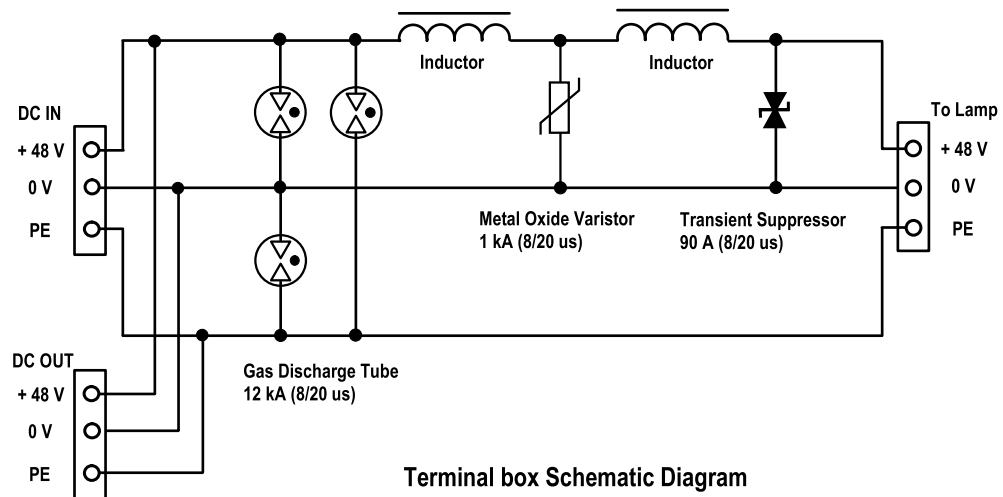 Inductor
Inductor
DC IN
+ 48 V
0 V
PE
To Lamp
+ 48 V
0 V
PE
Metal Oxide Varistor
1 kA (8/20 us)
Transient Suppressor
90 A (8/20 us)
DC OUT
+ 48 V
0 V
PE
Gas Discharge Tube
12 kA (8/20 us)
Terminal box Schematic Diagram